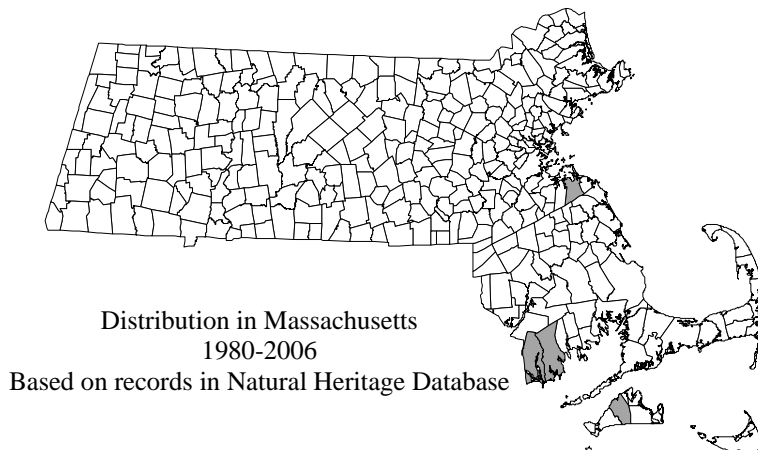 Distribution in Massachusetts
1980-2006
Based on records in Natural Heritage Database